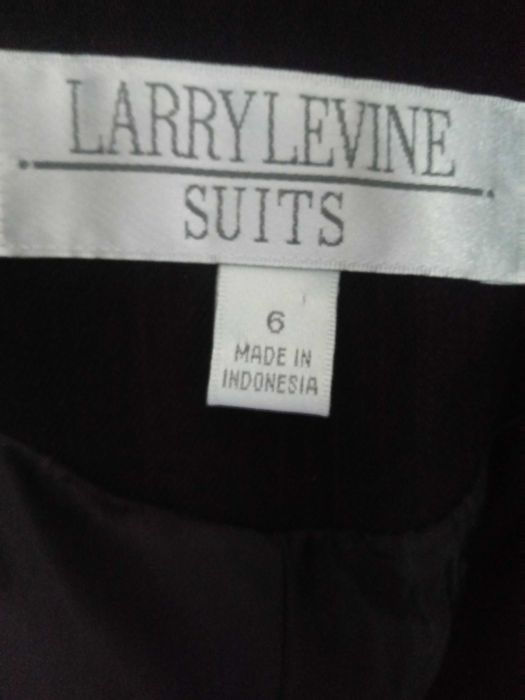 LARRY LEVINE
SUITS
6
MADE IN
INDONESIA